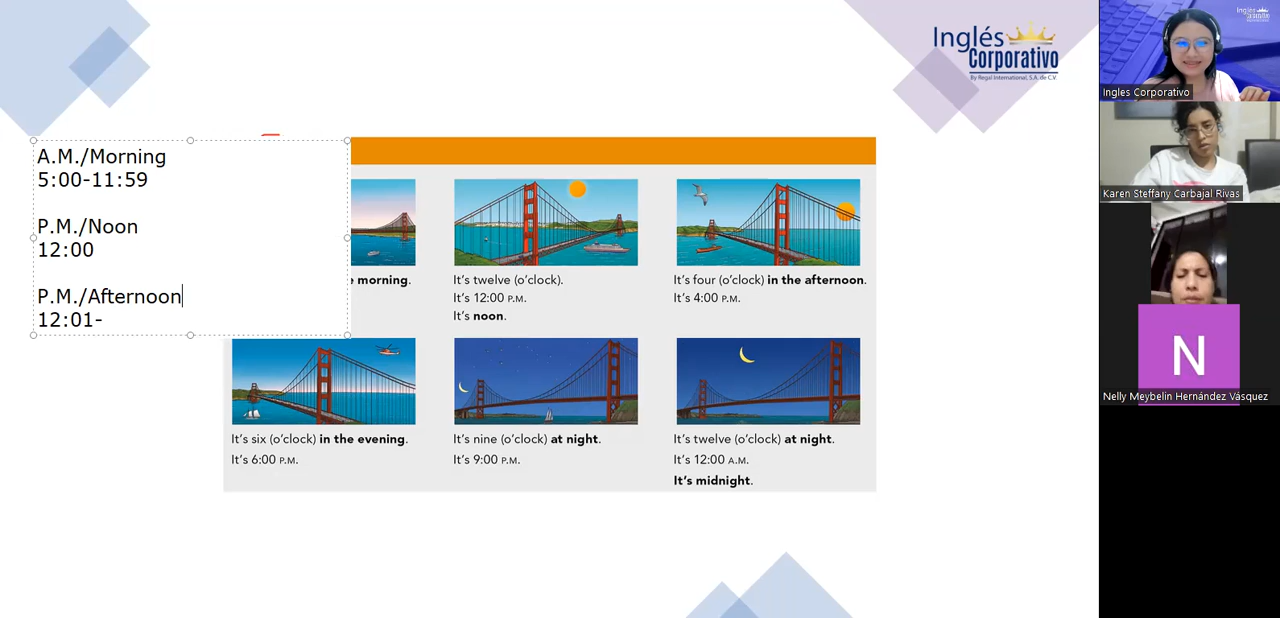 Inglés
Corporativo
By Regal International, S.A. de C.V.
A.M./Morning
5:00-11:59
P.M./Noon
12:00
P.M./Afternoon
12:01-
morning.
It's twelve (o'clock).
It's 12:00 P.M.
It's noon.
It's four (o'clock) in the afternoon.
It's 4:00 P.M.
It's six (o'clock) in the evening.
It's 6:00 P.M.
It's nine (o'clock) at night.
It's 9:00 P.M.
It's twelve (o'clock) at night.
It's 12:00 A.M.
It's midnight.
Ingles Corporativo
Karen Steffany Carbajal Rivas
N
Nelly Meybelin Hernández Vásquez